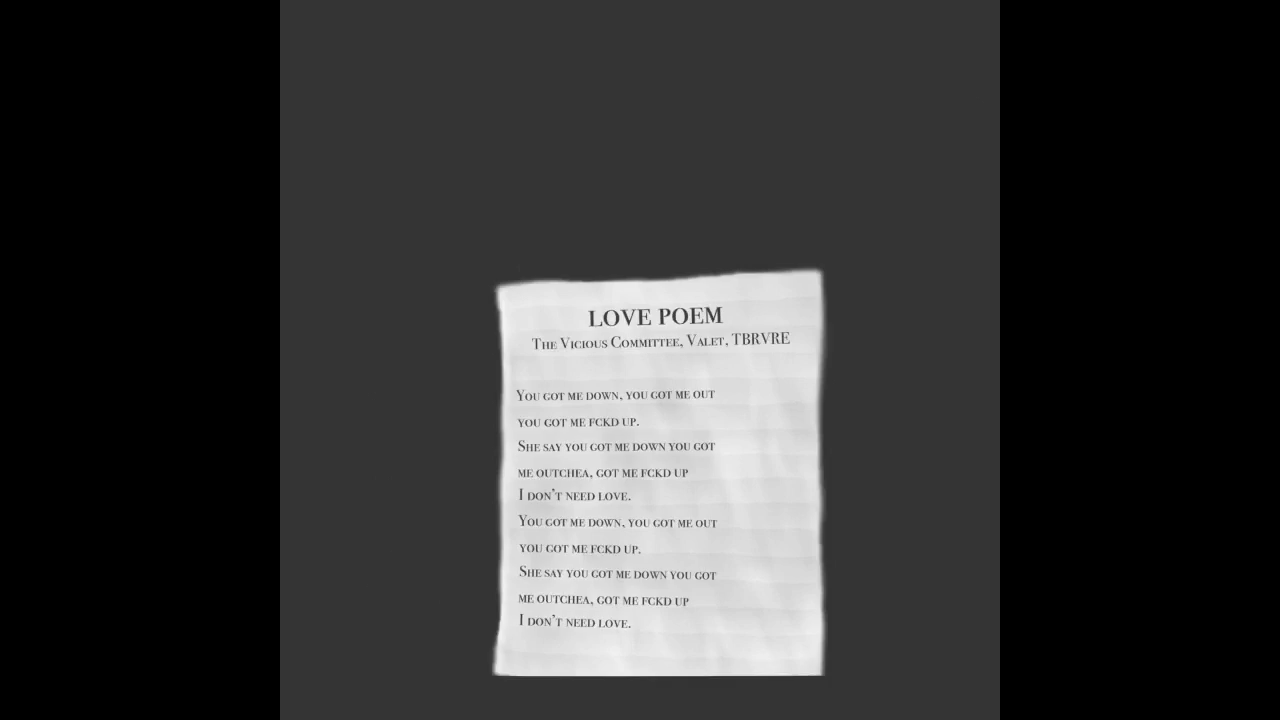 LOVE POEM
The Vicious Committee, Valet, TBRVRE
You got me down, you got me out
you got me fckd up.
She say you got me down you got
me outchea, got me fckd up
I don't need love.
You got me down, you got me out
you got me fckd up.
She say you got me down you got
me outchea, got me fckd up
I don't need love.